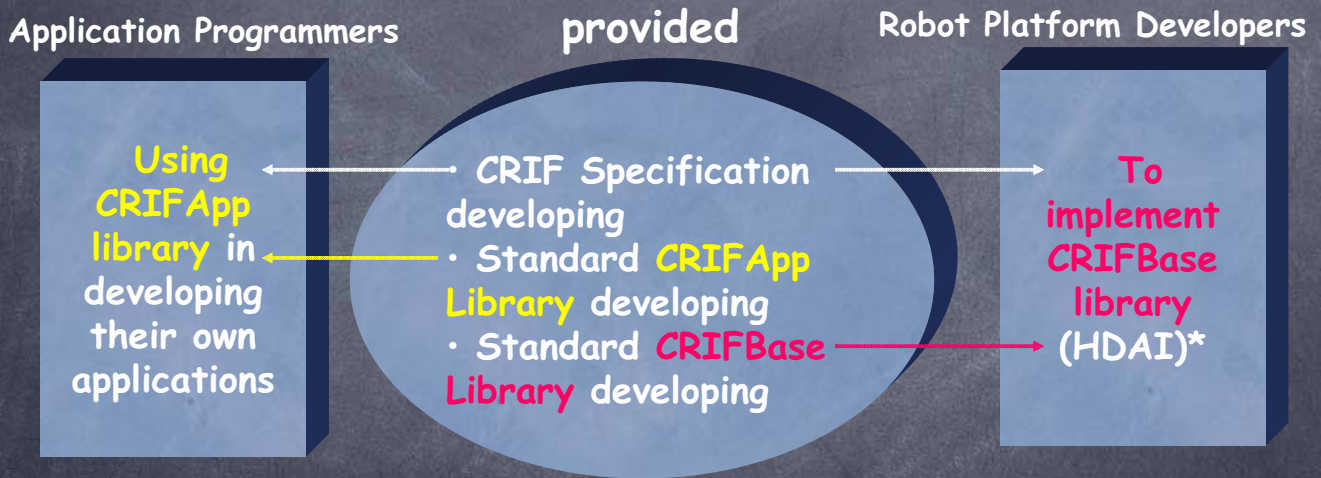 Application Programmers
provided
Robot Platform Developers
Using
CRIFApp
library in
developing
their own
applications
• CRIF Specification
developing
• Standard CRIFApp
Library developing
• Standard CRIFBase
Library developing
To
implement
CRIFBase
library
(HDAI)*